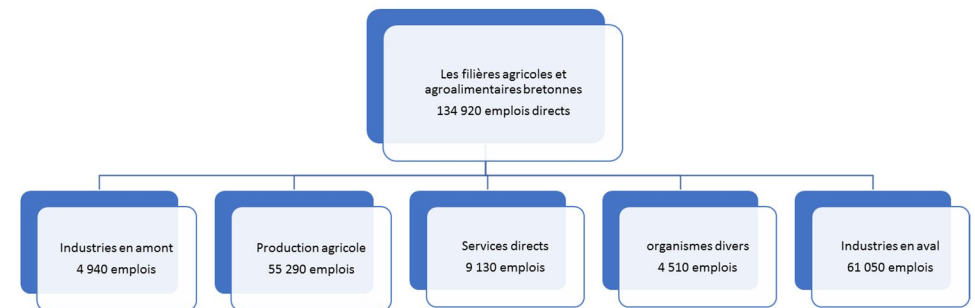 Les filières agricoles et
agroalimentaires bretonnes
134 920 emplois directs
Industries en amont
4 940 emplois
Production agricole
55 290 emplois
Services directs
9 130 emplois
organismes divers
4 510 emplois
Industries en aval
61 050 emplois